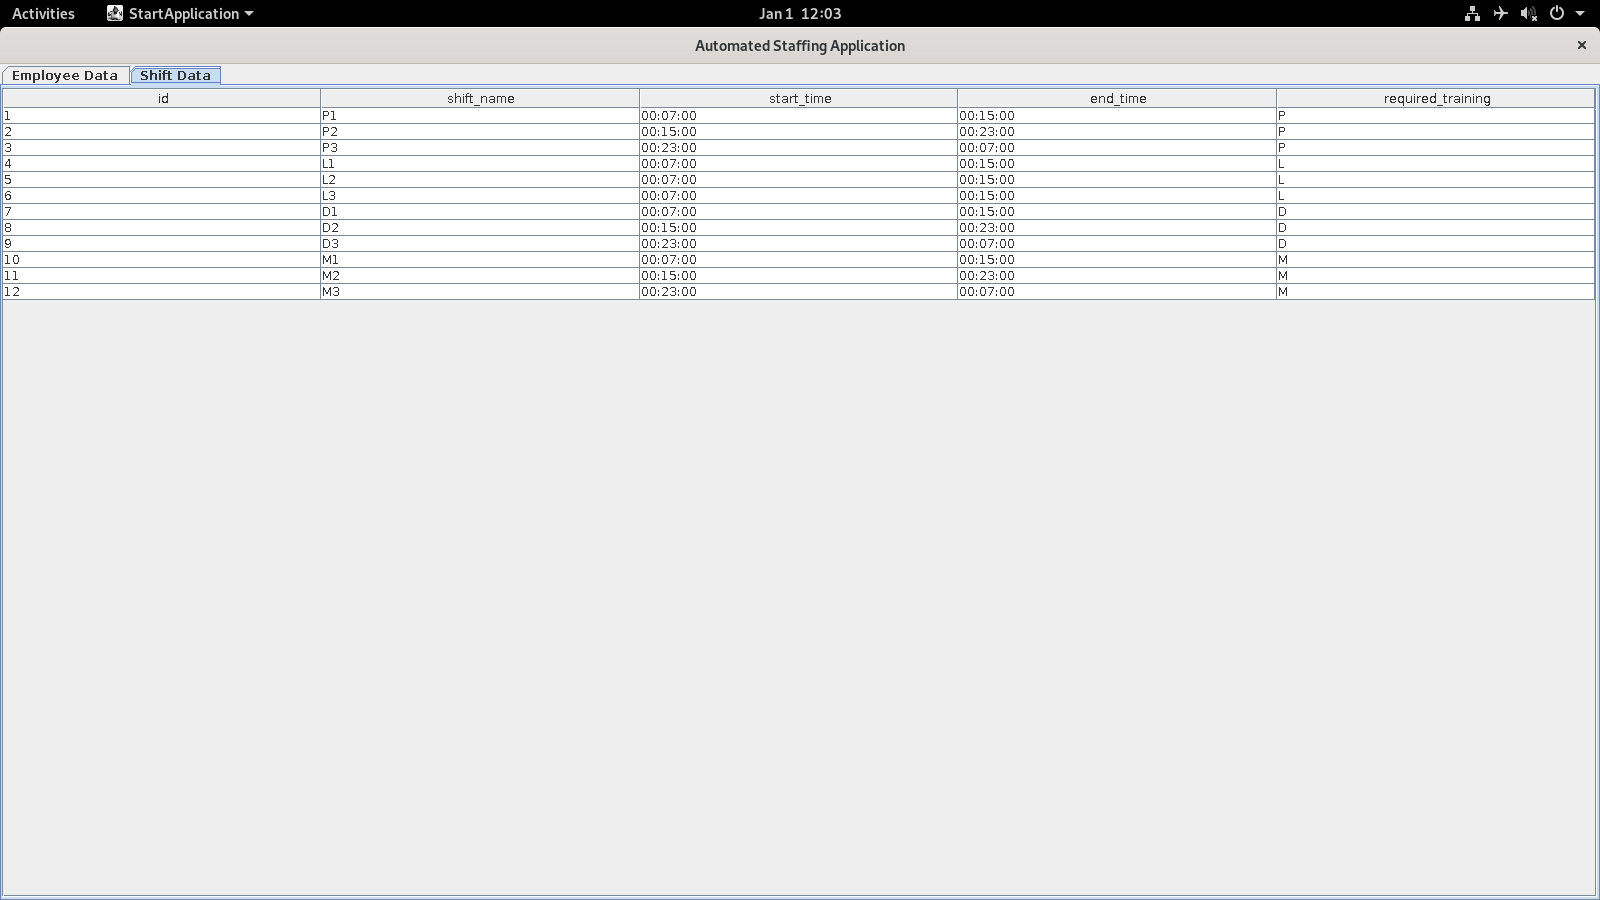 Activities StartApplication Jan 1 12:03
Automated Staffing Application ×
Employee Data Shift Data
id shift_name start_time end_time required_training
1 P1 00:07:00 00:15:00 P
2 P2 00:15:00 00:23:00 P
3 P3 00:23:00 00:07:00 P
4 L1 00:07:00 00:15:00 L
5 L2 00:07:00 00:15:00 L
6 L3 00:07:00 00:15:00 L
7 D1 00:07:00 00:15:00 D
8 D2 00:15:00 00:23:00 D
9 D3 00:23:00 00:07:00 D
10 M1 00:07:00 00:15:00 M
11 M2 00:15:00 00:23:00 M
12 M3 00:23:00 00:07:00 M